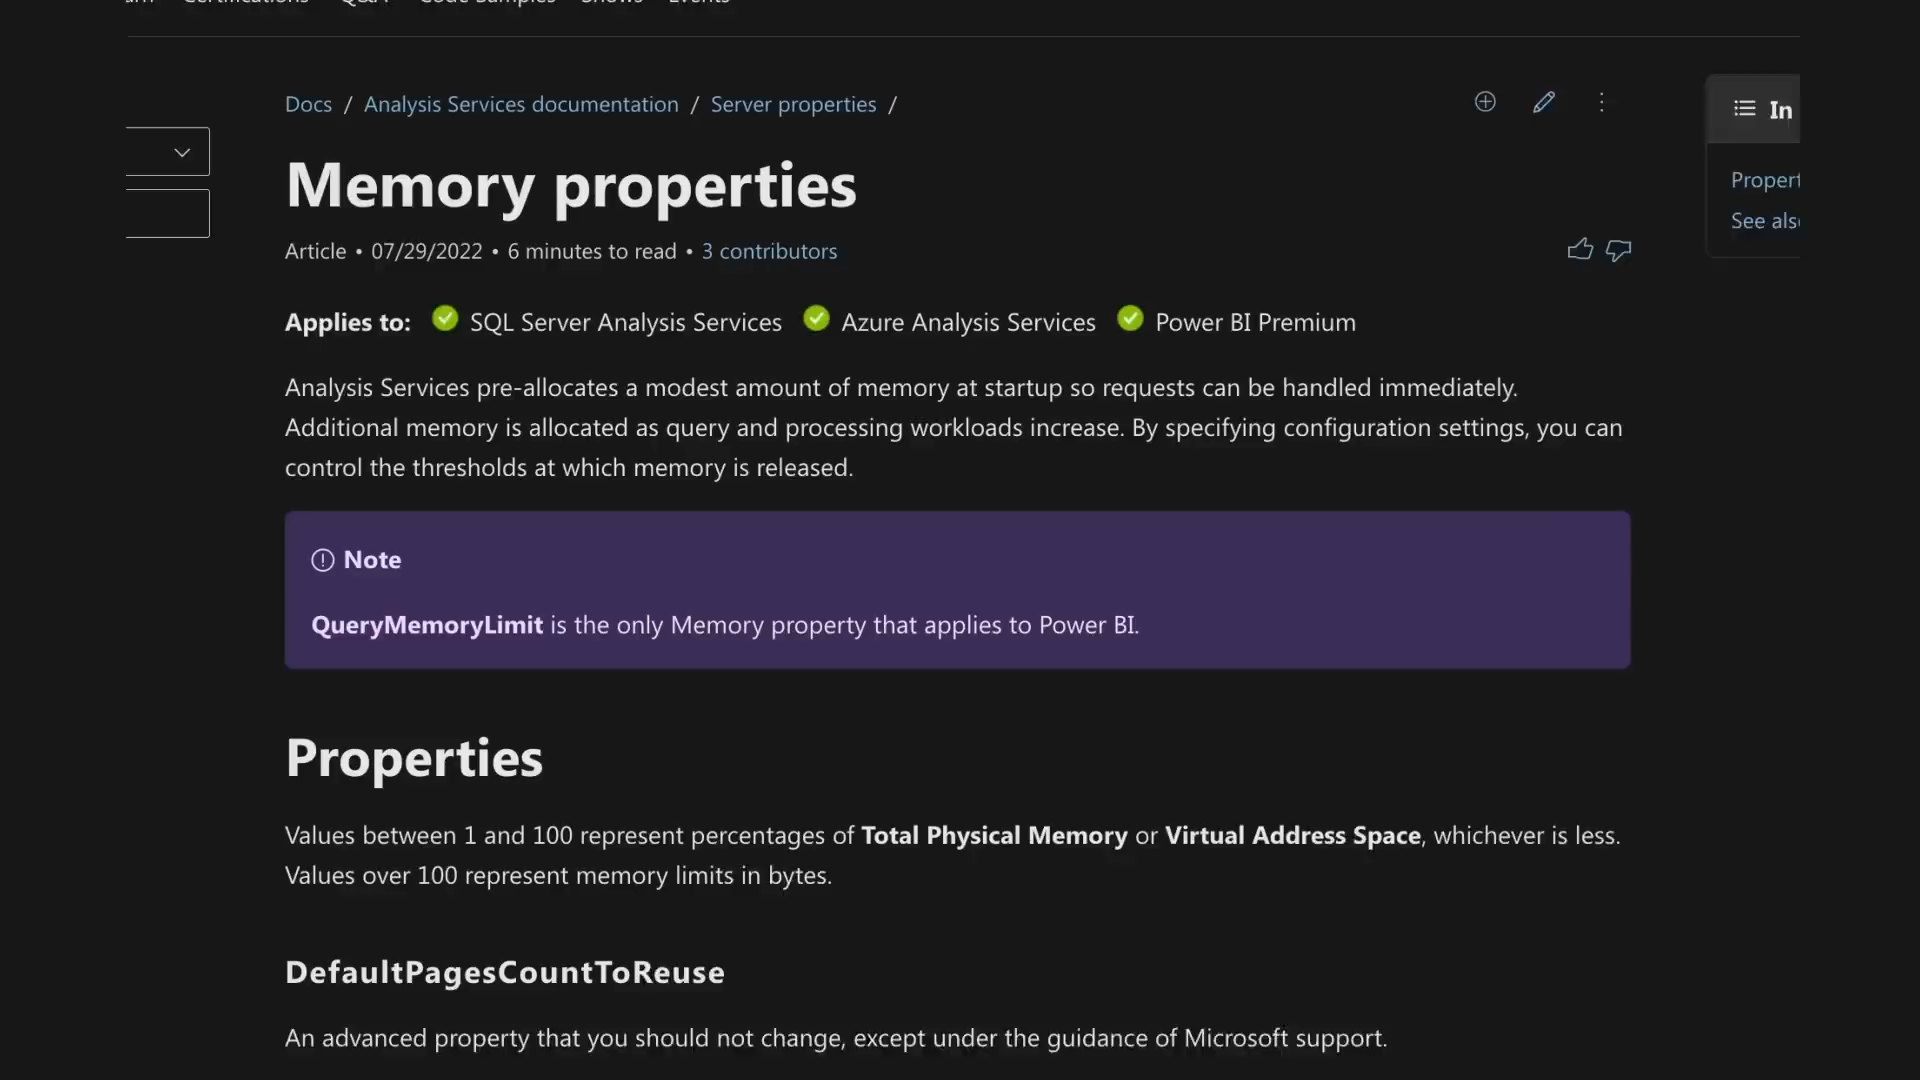 Certifications Q&A Code Samples Shows Events
Docs / Analysis Services documentation / Server properties /
In
Memory properties
Propert
See als
Article • 07/29/2022 • 6 minutes to read • 3 contributors
Applies to: SQL Server Analysis Services Azure Analysis Services Power BI Premium
Analysis Services pre-allocates a modest amount of memory at startup so requests can be handled immediately.
Additional memory is allocated as query and processing workloads increase. By specifying configuration settings, you can
control the thresholds at which memory is released.
Note
QueryMemoryLimit is the only Memory property that applies to Power BI.
Properties
Values between 1 and 100 represent percentages of Total Physical Memory or Virtual Address Space, whichever is less.
Values over 100 represent memory limits in bytes.
DefaultPagesCountToReuse
An advanced property that you should not change, except under the guidance of Microsoft support.